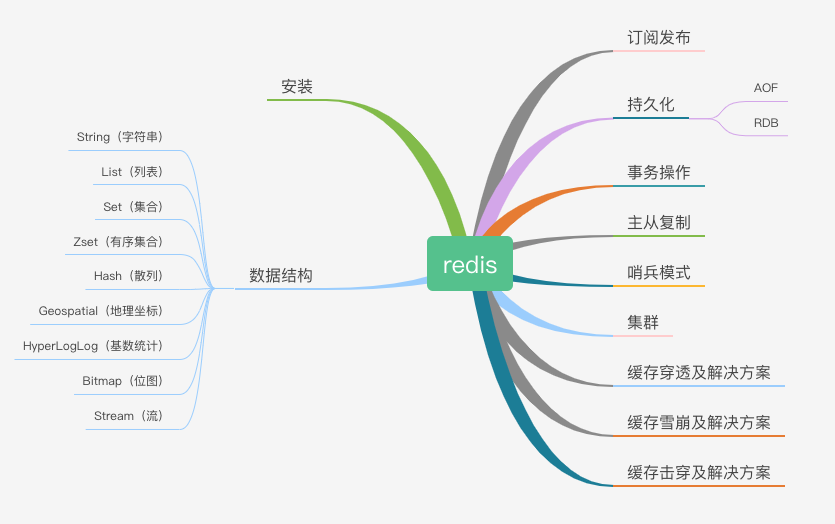 redis
安装
数据结构
String（字符串）
List（列表）
Set（集合）
Zset（有序集合）
Hash（散列）
Geospatial（地理坐标）
HyperLogLog（基数统计）
Bitmap（位图）
Stream（流）
订阅发布
持久化
AOF
RDB
事务操作
主从复制
哨兵模式
集群
缓存穿透及解决方案
缓存雪崩及解决方案
缓存击穿及解决方案